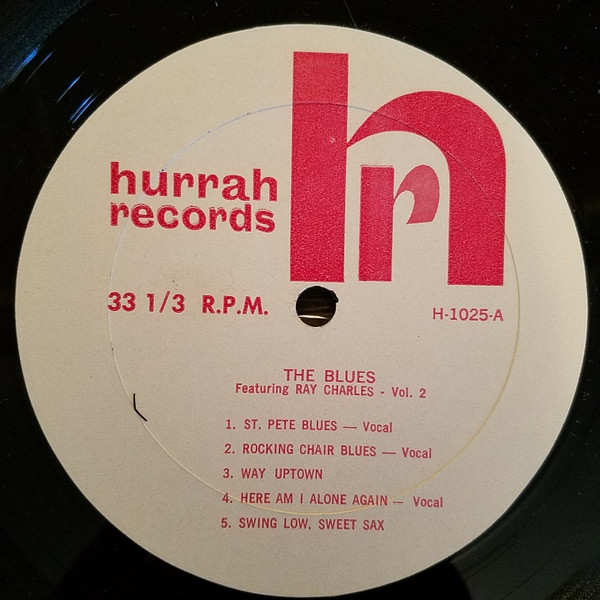 hr
hurrah
records
33 1/3 R.P.M.
H-1025-A
THE BLUES
Featuring RAY CHARLES - Vol. 2
1. ST. PETE BLUES — Vocal
2. ROCKING CHAIR BLUES — Vocal
3. WAY UPTOWN
4. HERE AM I ALONE AGAIN — Vocal
5. SWING LOW, SWEET SAX